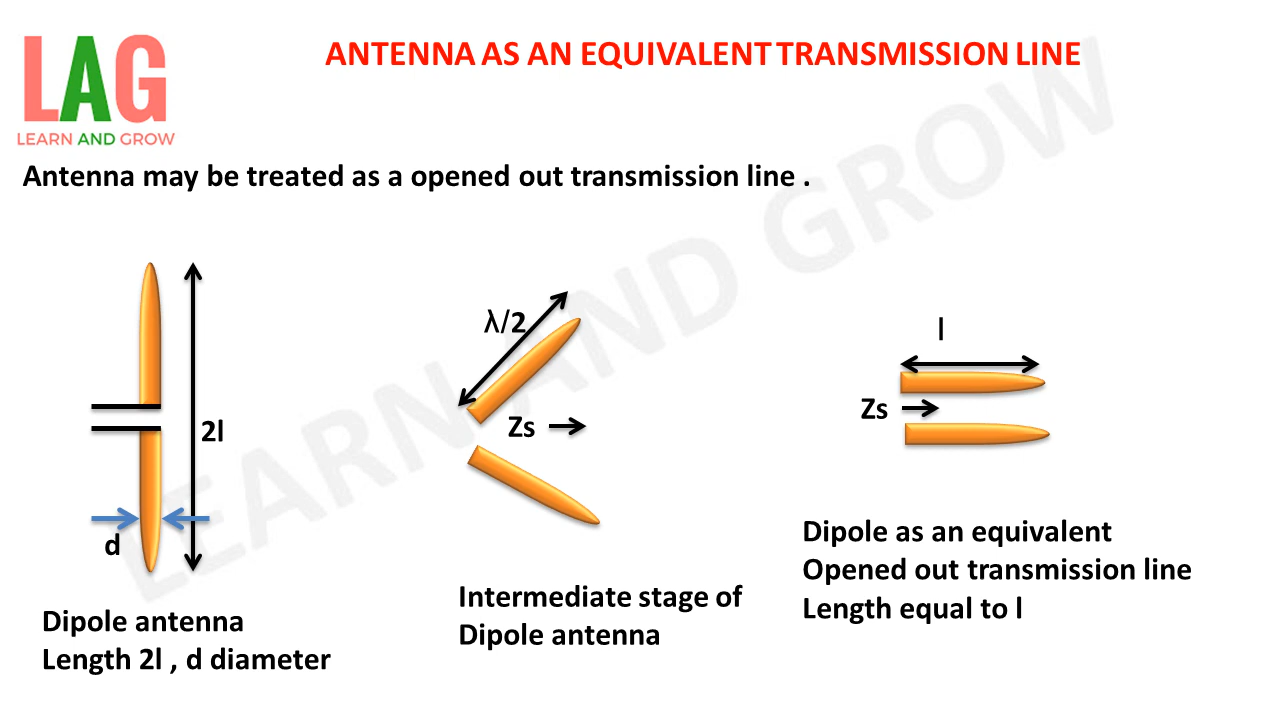 LAG
LEARN AND GROW
ANTENNA AS AN EQUIVALENT TRANSMISSION LINE
Antenna may be treated as a opened out transmission line .
2l
d
Dipole antenna
Length 2l , d diameter
λ/2
Zs
Intermediate stage of
Dipole antenna
l
Zs
Dipole as an equivalent
Opened out transmission line
Length equal to l
LEARN AND GROW